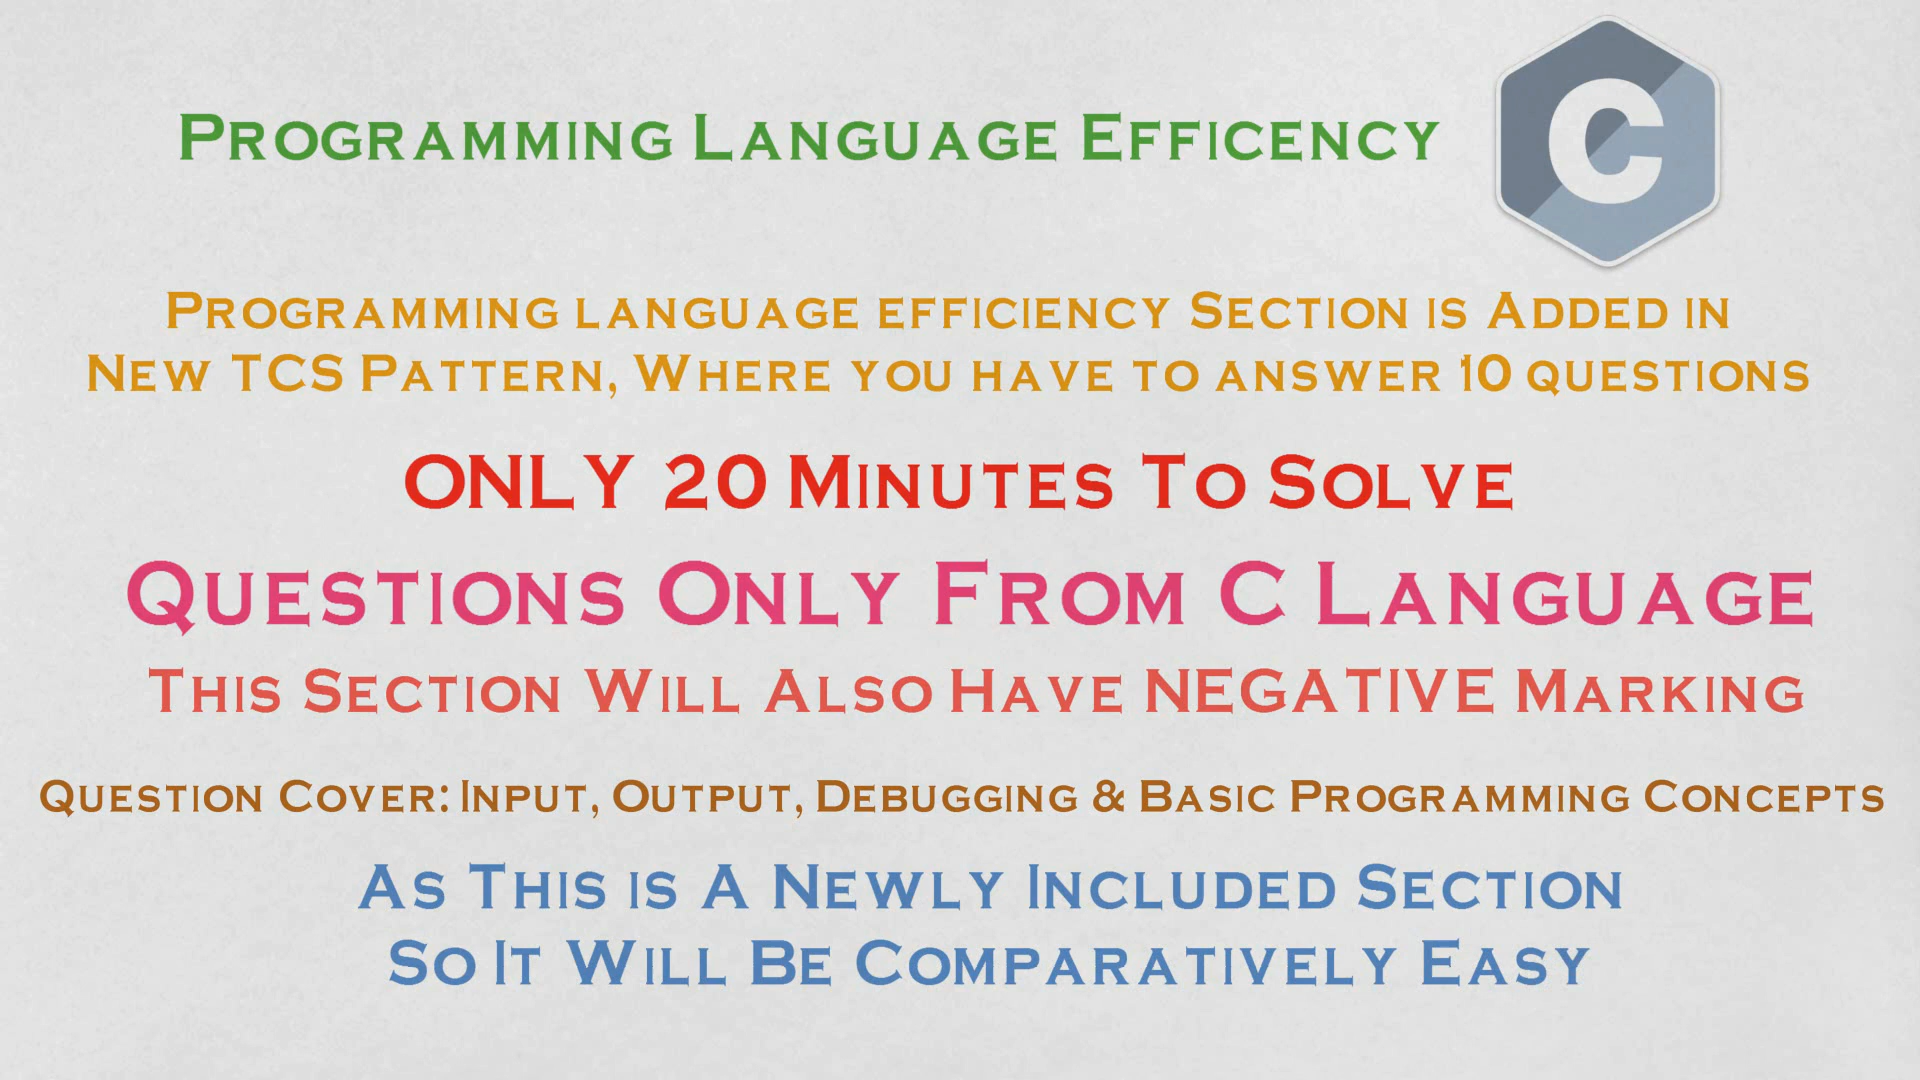 Programming Language Efficency
C
Programming language efficiency Section is Added in
New TCS Pattern, Where you have to answer 10 questions
ONLY 20 Minutes To Solve
Questions Only From C Language
This Section Will Also Have NEGATIVE Marking
Question Cover: Input, Output, Debugging & Basic Programming Concepts
As This is A Newly Included Section
So It Will Be Comparatively Easy